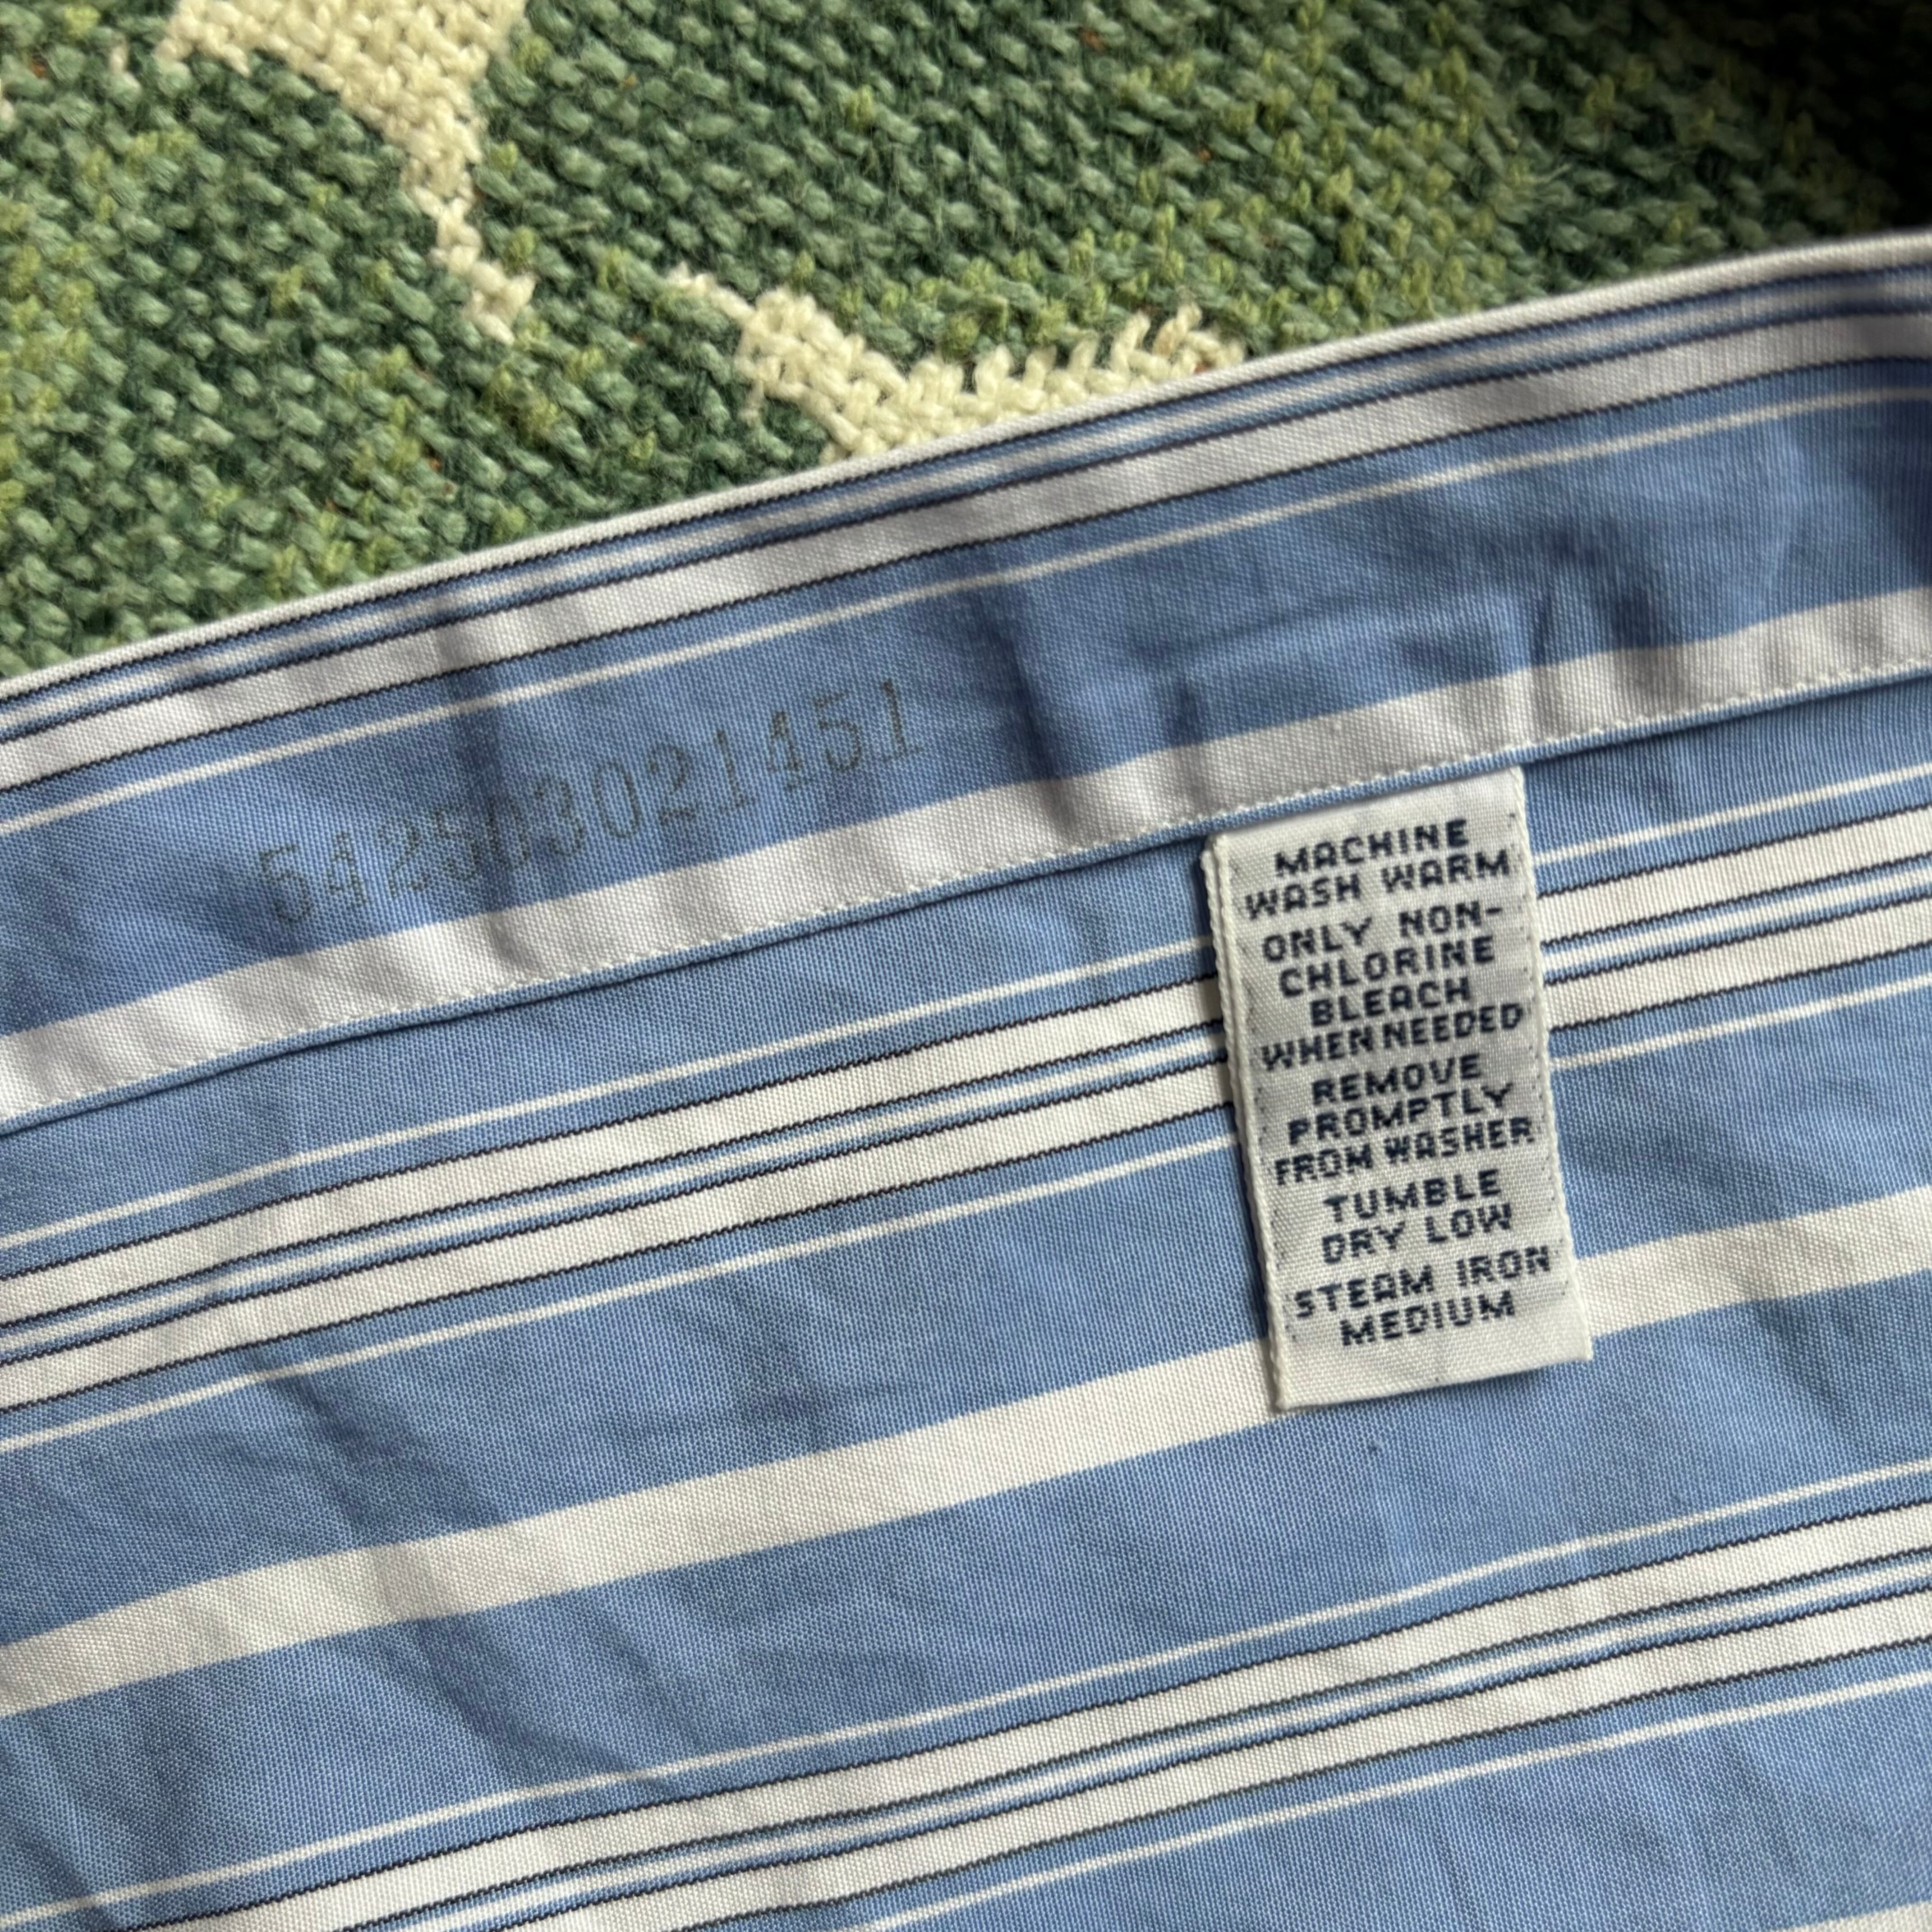 542503021451
MACHINE
WASH WARM
ONLY NON-
CHLORINE
BLEACH
WHEN NEEDED
REMOVE
PROMPTLY
FROM WASHER
TUMBLE
DRY LOW
STEAM IRON
MEDIUM